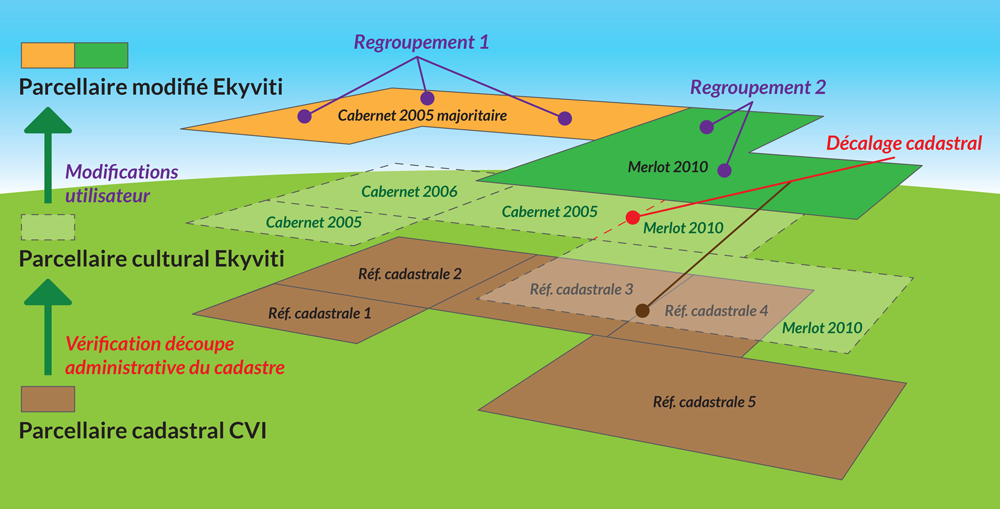 Regroupement 1
Regroupement 2
Parcellaire modifié Ekyviti
Cabernet 2005 majoritaire
Décalage cadastral
Merlot 2010
Modifications
utilisateur
Cabernet 2006
Cabernet 2005
Cabernet 2005
Merlot 2010
Parcellaire cultural Ekyviti
Réf. cadastrale 2
Réf. cadastrale 3
Réf. cadastrale 1
Réf. cadastrale 4
Merlot 2010
Vérification découpe
administrative du cadastre
Réf. cadastrale 5
Parcellaire cadastral CVI